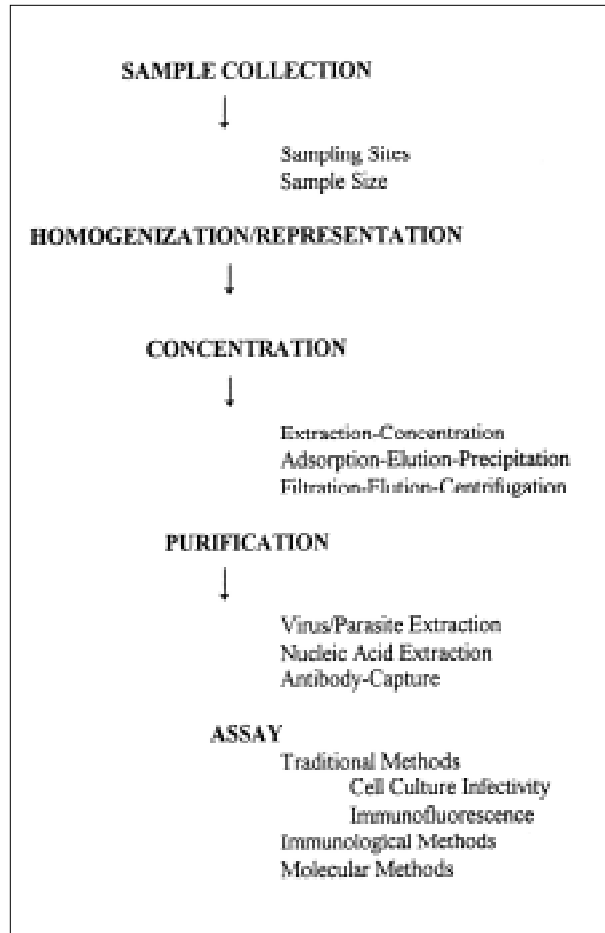 SAMPLE COLLECTION
Sampling Sites
Sample Size
HOMOGENIZATION/REPRESENTATION
CONCENTRATION
Extraction-Concentration
Adsorption-Elution-Precipitation
Filtration-Elution-Centrifugation
PURIFICATION
Virus/Parasite Extraction
Nucleic Acid Extraction
Antibody-Capture
ASSAY
Traditional Methods
Cell Culture Infectivity
Immunofluorescence
Immunological Methods
Molecular Methods